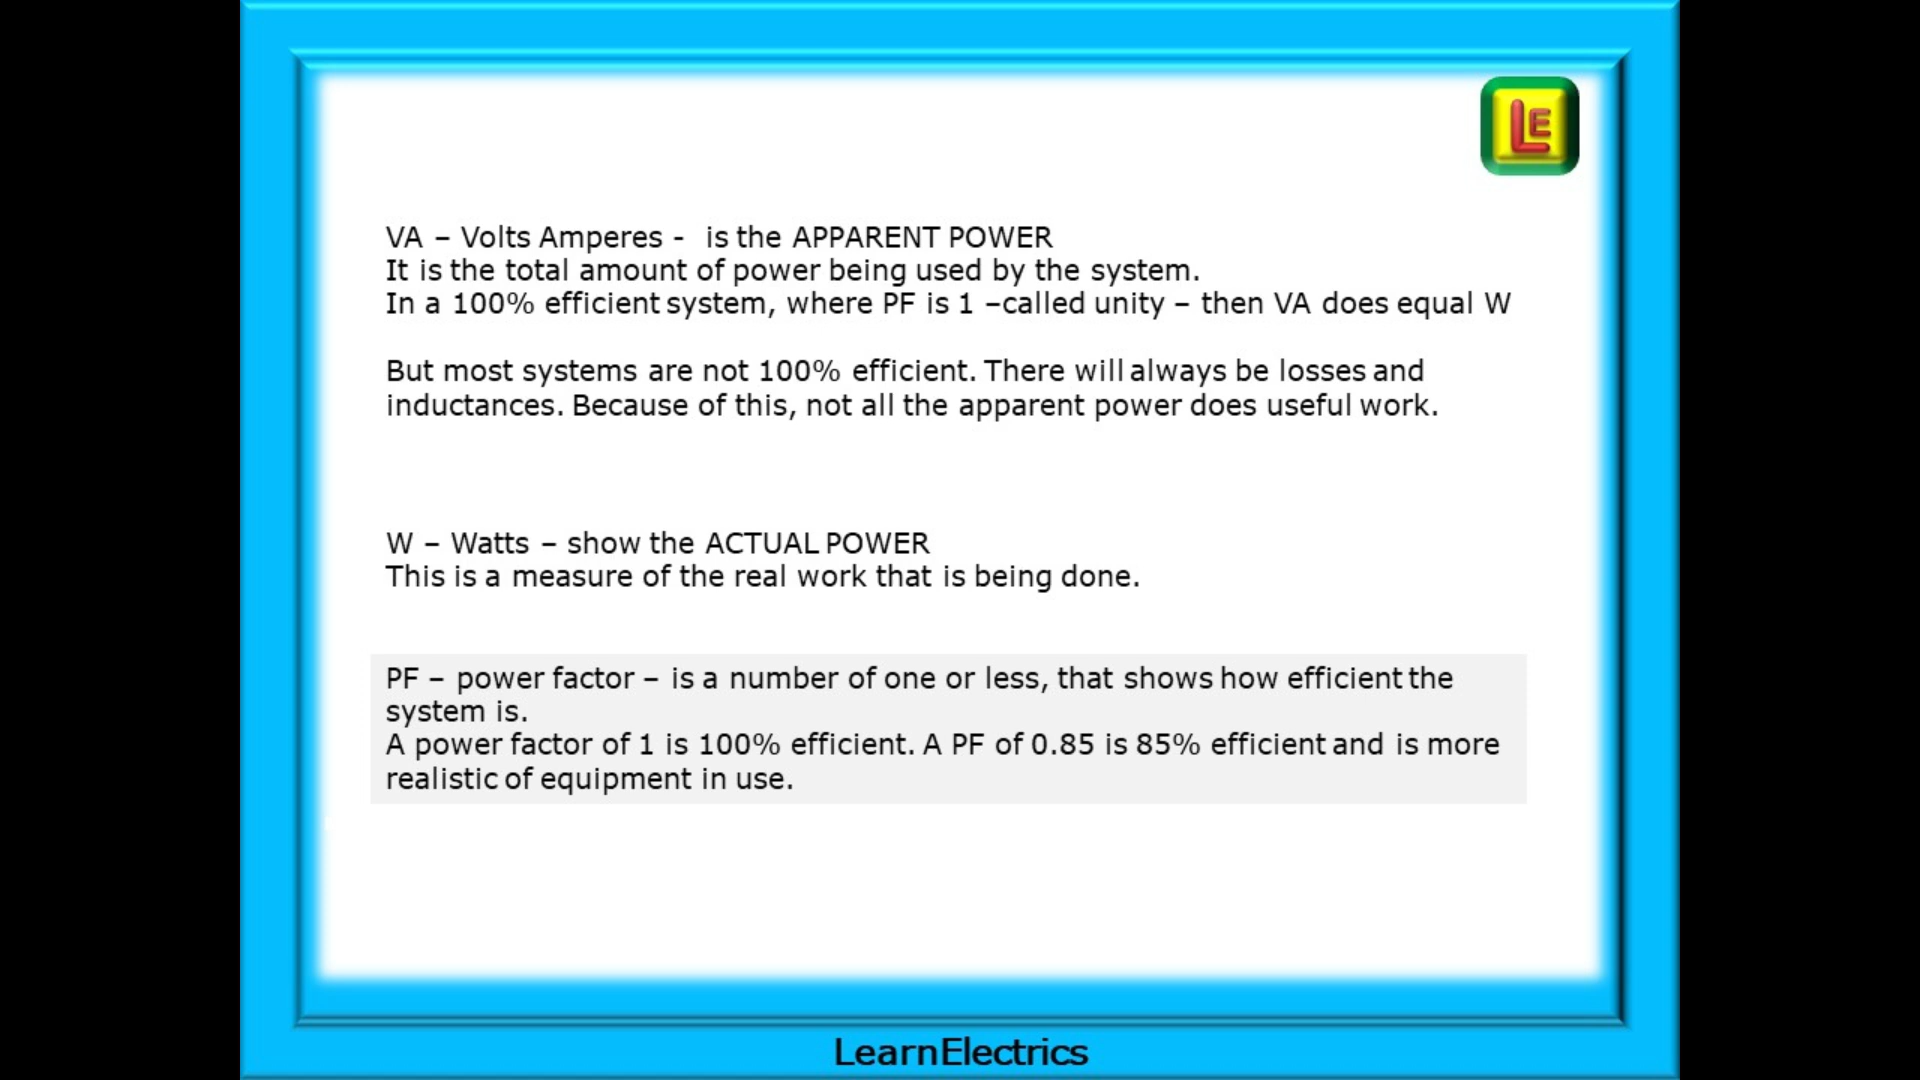 LE
VA – Volts Amperes -  is the APPARENT POWER
It is the total amount of power being used by the system.
In a 100% efficient system, where PF is 1 –called unity – then VA does equal W
But most systems are not 100% efficient. There will always be losses and
inductances. Because of this, not all the apparent power does useful work.
W – Watts – show the ACTUAL POWER
This is a measure of the real work that is being done.
PF – power factor – is a number of one or less, that shows how efficient the
system is.
A power factor of 1 is 100% efficient. A PF of 0.85 is 85% efficient and is more
realistic of equipment in use.
LearnElectrics